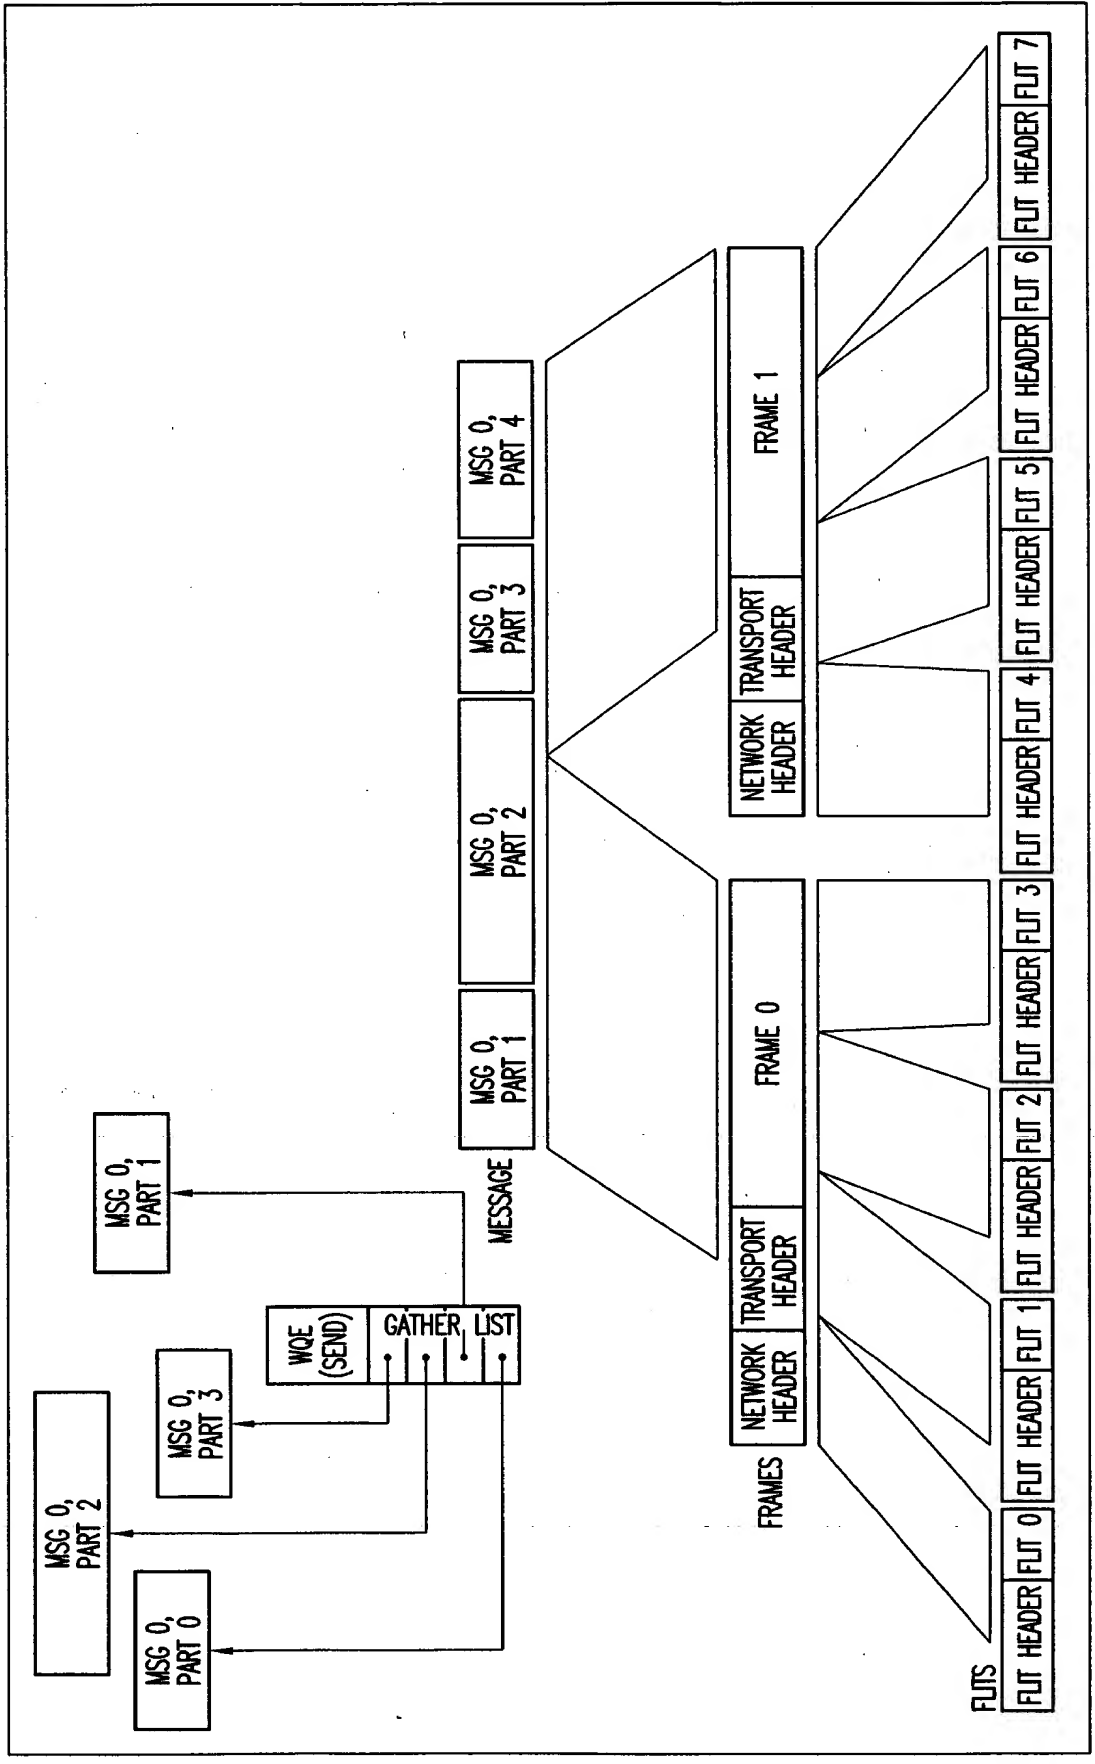 MSG 0,
PART 2
MSG 0,
PART 0
MSG 0,
PART 3
MSG 0,
PART 1
WQE
(SEND)
GATHER LIST
MESSAGE
MSG 0,
PART 1
MSG 0,
PART 2
MSG 0,
PART 3
MSG 0,
PART 4
FRAMES
NETWORK
HEADER
TRANSPORT
HEADER
FRAME 0
NETWORK
HEADER
TRANSPORT
HEADER
FRAME 1
FLITS
FLIT HEADER FLIT 0 FLIT HEADER FLIT 1 FLIT HEADER FLIT 2 FLIT HEADER FLIT 3 FLIT HEADER FLIT 4 FLIT HEADER FLIT 5 FLIT HEADER FLIT 6 FLIT HEADER FLIT 7